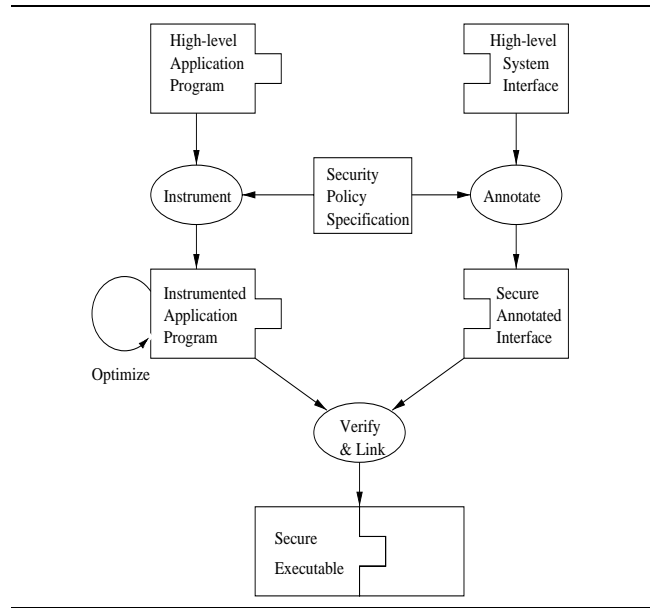 High-level
Application
Program
High-level
System
Interface
Security
Policy
Specification
Instrument
Annotate
Instrumented
Application
Program
Secure
Annotated
Interface
Optimize
Verify
& Link
Secure
Executable